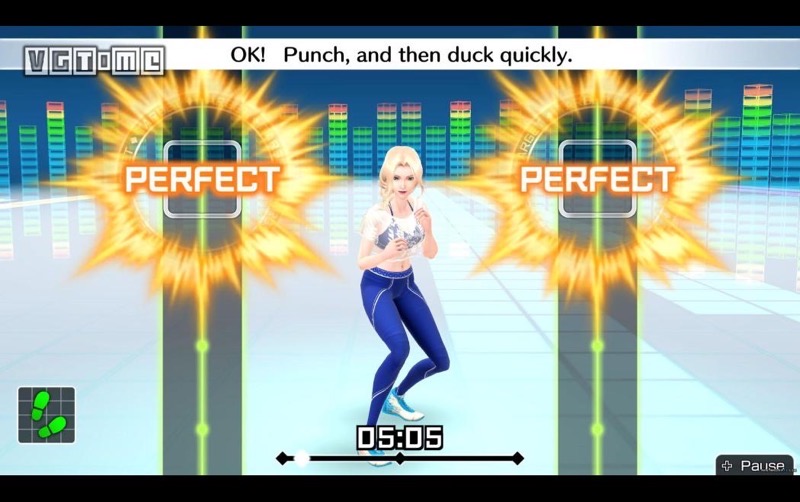 OK! Punch, and then duck quickly.
VGTIME
PERFECT
PERFECT
05:05
Pause